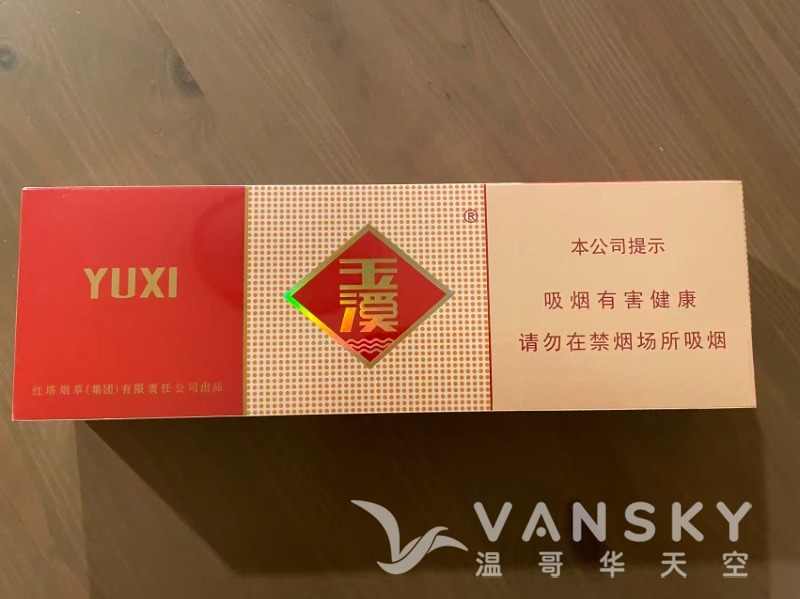 YUXI
红塔烟草(集团)有限责任公司出品
玉溪
®
本公司提示
吸烟有害健康
请勿在禁烟场所吸烟
VANSKY
温哥华天空